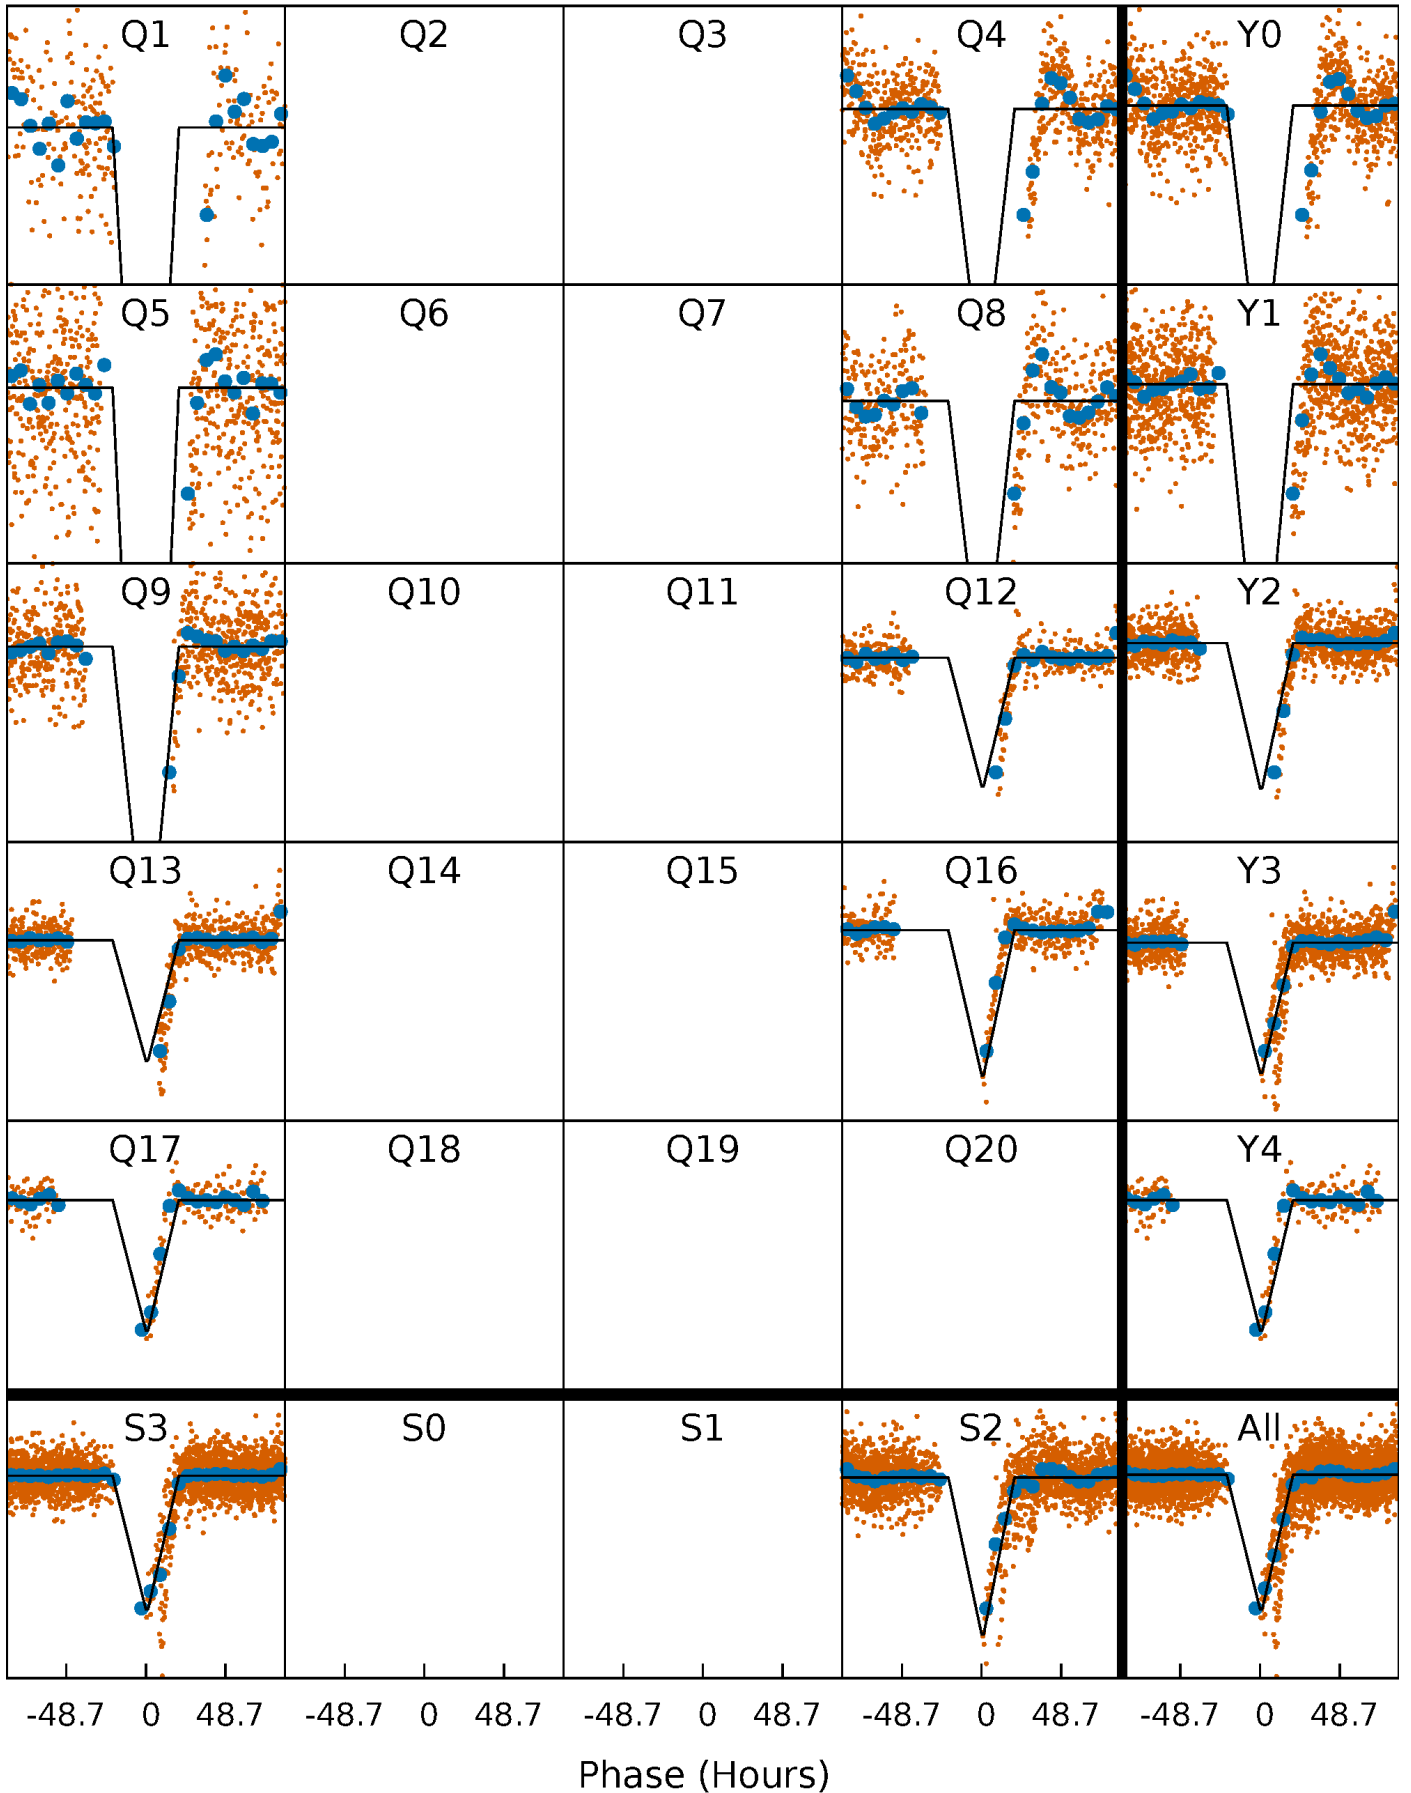 Q1 Q2 Q3 Q4 Y0
Q5 Q6 Q7 Q8 Y1
Q9 Q10 Q11 Q12 Y2
Q13 Q14 Q15 Q16 Y3
Q17 Q18 Q19 Q20 Y4
S3 S0 S1 S2 All
-48.7 0 48.7 -48.7 0 48.7 -48.7 0 48.7 -48.7 0 48.7 -48.7 0 48.7
Phase (Hours)